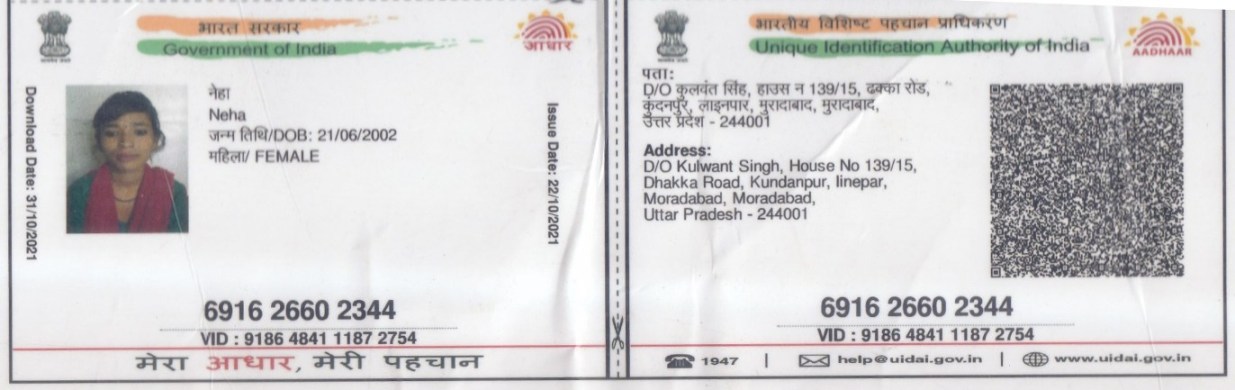 भारत सरकार
Government of India
आधार
Download Date: 31/10/2021
नेहा
Neha
जन्म तिथि/DOB: 21/06/2002
महिला/ FEMALE
Issue Date: 22/10/2021
6916 2660 2344
VID : 9186 4841 1187 2754
मेरा आधार, मेरी पहचान
भारतीय विशिष्ट पहचान प्राधिकरण
Unique Identification Authority of India
AADHAAR
पता:
D/O कुलवंत सिंह, हाउस न 139/15, ढक्का रोड,
कुंदनपुर, लाइनपार, मुरादाबाद, मुरादाबाद,
उत्तर प्रदेश - 244001
Address:
D/O Kulwant Singh, House No 139/15,
Dhakka Road, Kundanpur, linepar,
Moradabad, Moradabad,
Uttar Pradesh - 244001
6916 2660 2344
VID : 9186 4841 1187 2754
1947 | help@uidai.gov.in | www.uidai.gov.in